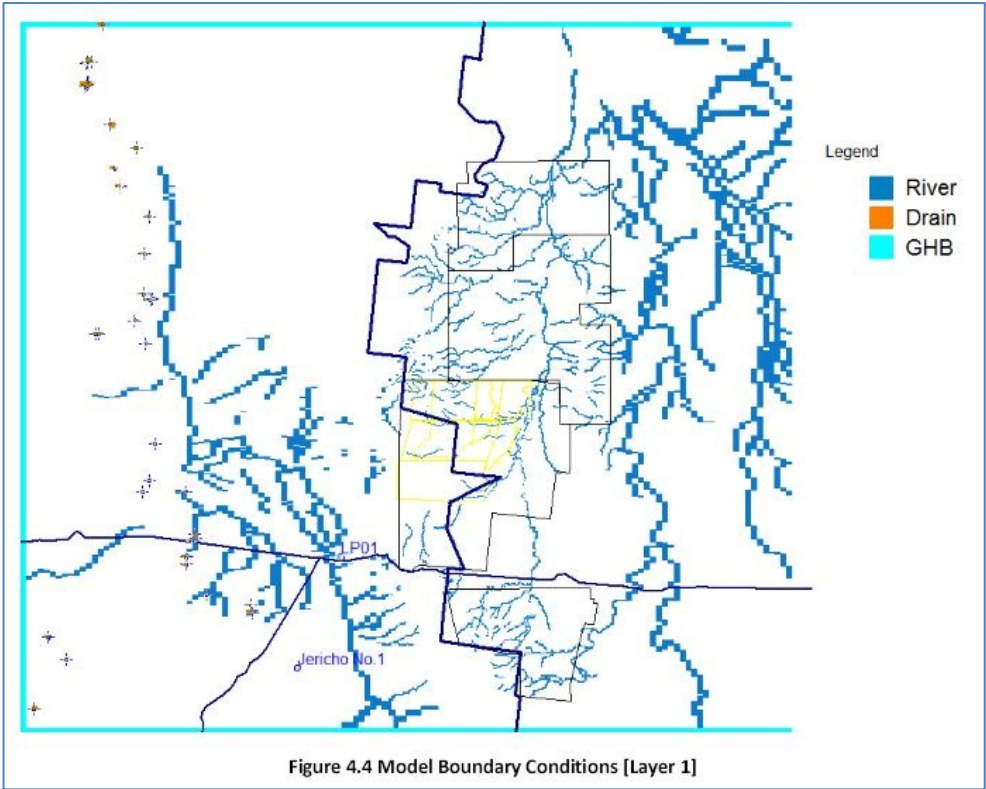 Legend
River
Drain
GHB
LP01
Jericho No.1
Figure 4.4 Model Boundary Conditions [Layer 1]